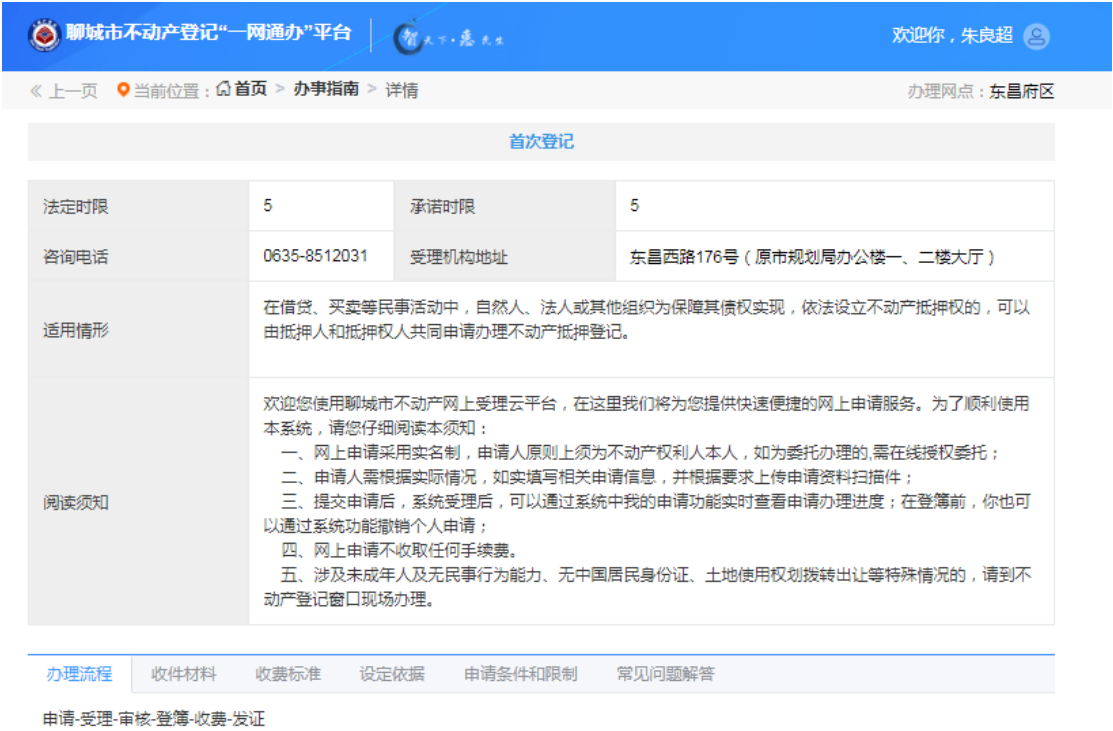 聊城市不动产登记“一网通办”平台
智天下·惠民生
欢迎你，朱良超
上一页 当前位置：首页 > 办事指南 > 详情
办理网点：东昌府区
首次登记
法定时限 5 承诺时限 5
咨询电话 0635-8512031 受理机构地址 东昌西路176号（原市规划局办公楼一、二楼大厅）
适用情形
在借贷、买卖等民事活动中，自然人、法人或其他组织为保障其债权实现，依法设立不动产抵押权的，可以
由抵押人和抵押权人共同申请办理不动产抵押登记。
阅读须知
欢迎您使用聊城市不动产网上受理云平台，在这里我们将为您提供快速便捷的网上申请服务。为了顺利使用
本系统，请您仔细阅读本须知：
一、网上申请采用实名制，申请人原则上须为不动产权利人本人，如为委托办理的,需在线授权委托；
二、申请人需根据实际情况，如实填写相关申请信息，并根据要求上传申请资料扫描件；
三、提交申请后，系统受理后，可以通过系统中我的申请功能实时查看申请办理进度；在登簿前，你也可
以通过系统功能撤销个人申请；
四、网上申请不收取任何手续费。
五、涉及未成年人及无民事行为能力、无中国居民身份证、土地使用权划拨转出让等特殊情况的，请到不
动产登记窗口现场办理。
办理流程 收件材料 收费标准 设定依据 申请条件和限制 常见问题解答
申请-受理-审核-登簿-收费-发证